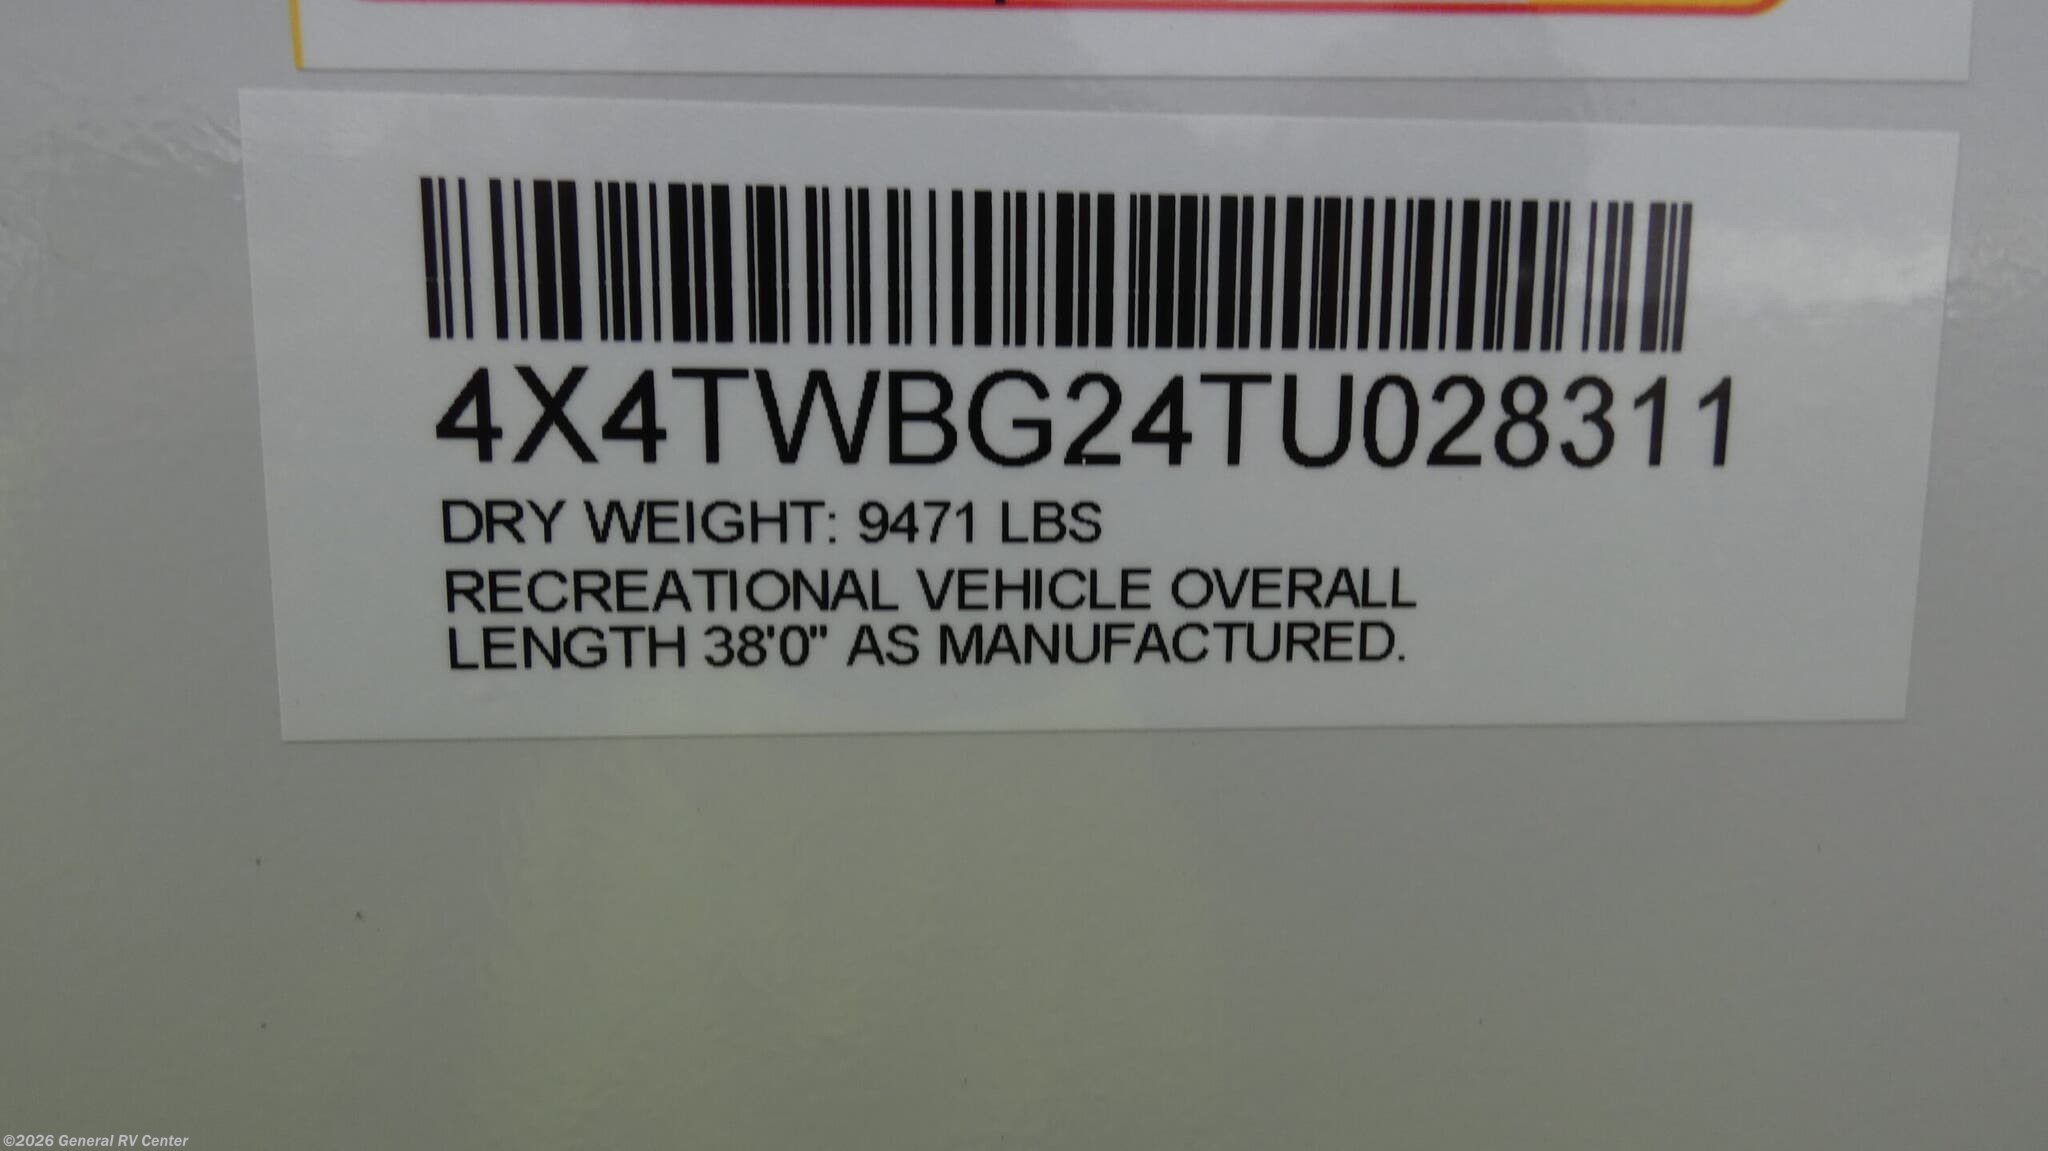 4X4TWBG24TU028311
DRY WEIGHT: 9471 LBS
RECREATIONAL VEHICLE OVERALL
LENGTH 38'0" AS MANUFACTURED.
©2026 General RV Center